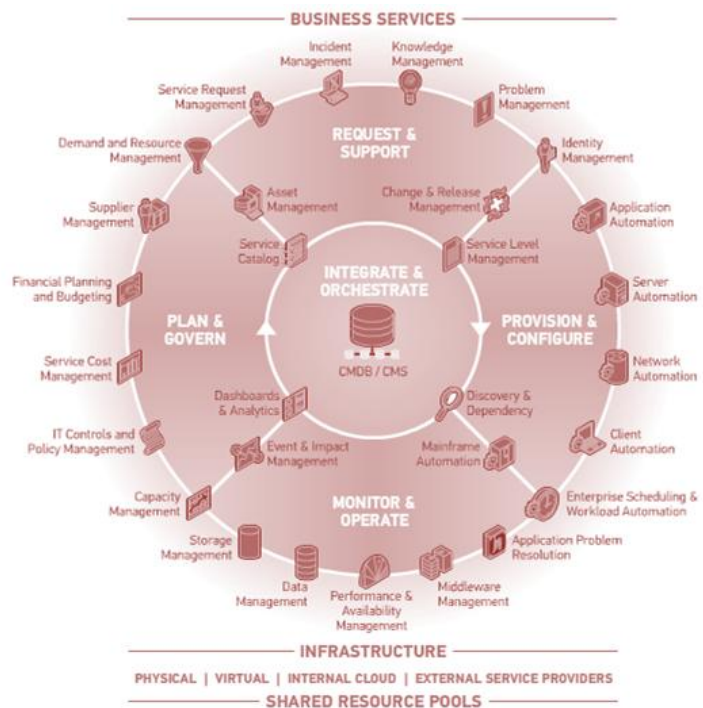 BUSINESS SERVICES
Incident
Management
Knowledge
Management
Service Request
Management
Problem
Management
REQUEST &
SUPPORT
Demand and Resource
Management
Identity
Management
Asset
Management
Change & Release
Management
Supplier
Management
Application
Automation
Service
Catalog
Service Level
Management
INTEGRATE &
ORCHESTRATE
Financial Planning
and Budgeting
Server
Automation
PLAN &
GOVERN
PROVISION &
CONFIGURE
CMDB / CMS
Service Cost
Management
Network
Automation
Dashboards
& Analytics
Discovery &
Dependency
IT Controls and
Policy Management
Client
Automation
Event & Impact
Management
Mainframe
Automation
Capacity
Management
MONITOR &
OPERATE
Enterprise Scheduling &
Workload Automation
Storage
Management
Application Problem
Resolution
Data
Management
Performance &
Availability
Management
Middleware
Management
INFRASTRUCTURE
PHYSICAL | VIRTUAL | INTERNAL CLOUD | EXTERNAL SERVICE PROVIDERS
SHARED RESOURCE POOLS